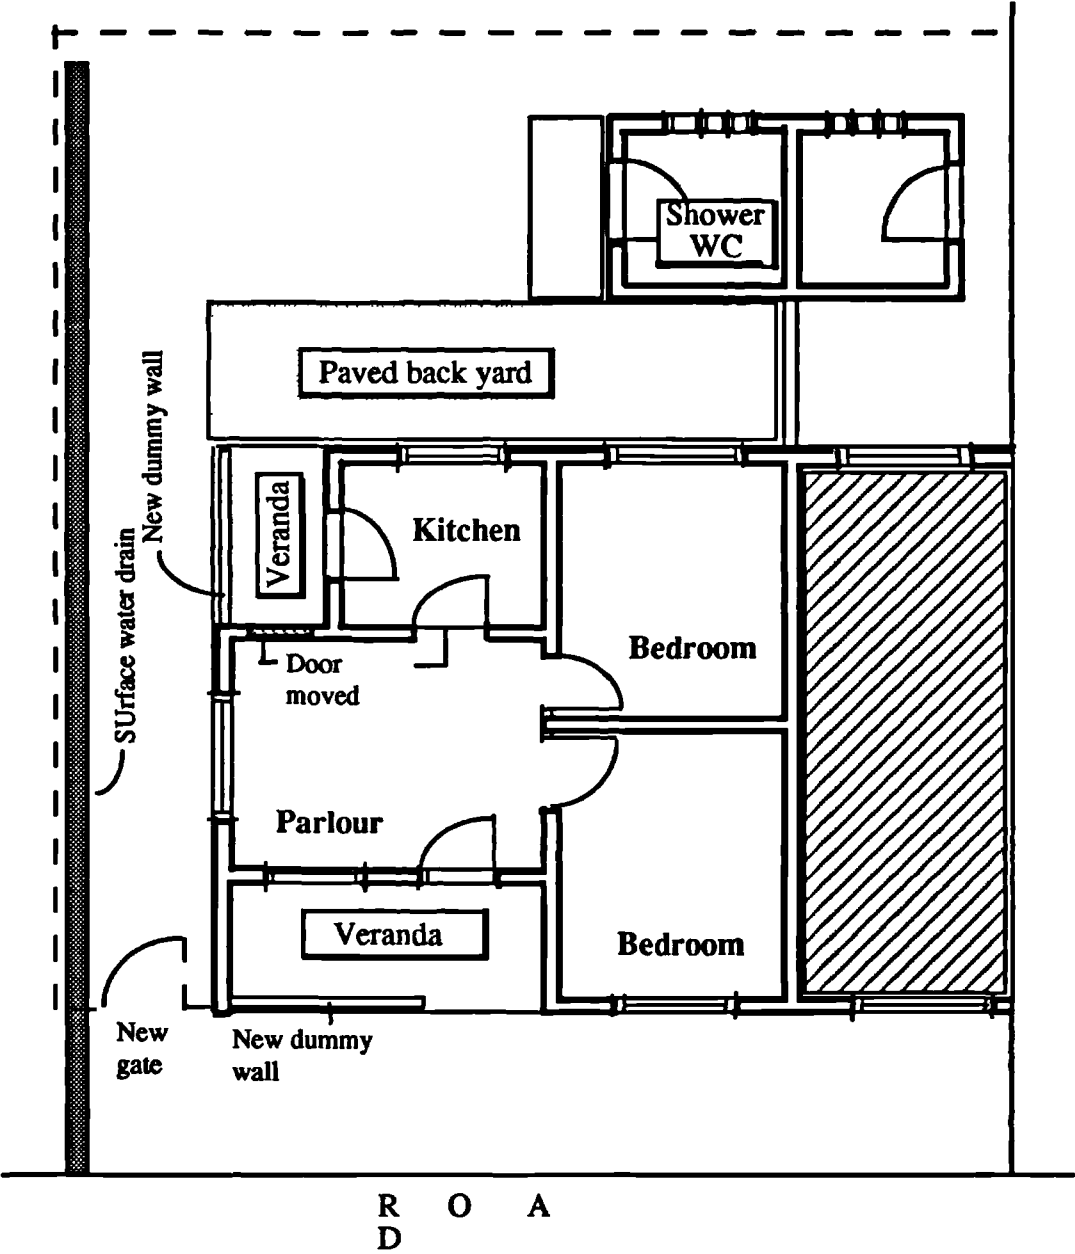 Shower
WC
Paved back yard
New dummy wall
SUrface water drain
Veranda
Kitchen
Bedroom
Door
moved
Parlour
Veranda
Bedroom
New
gate
New dummy
wall
R O A
D